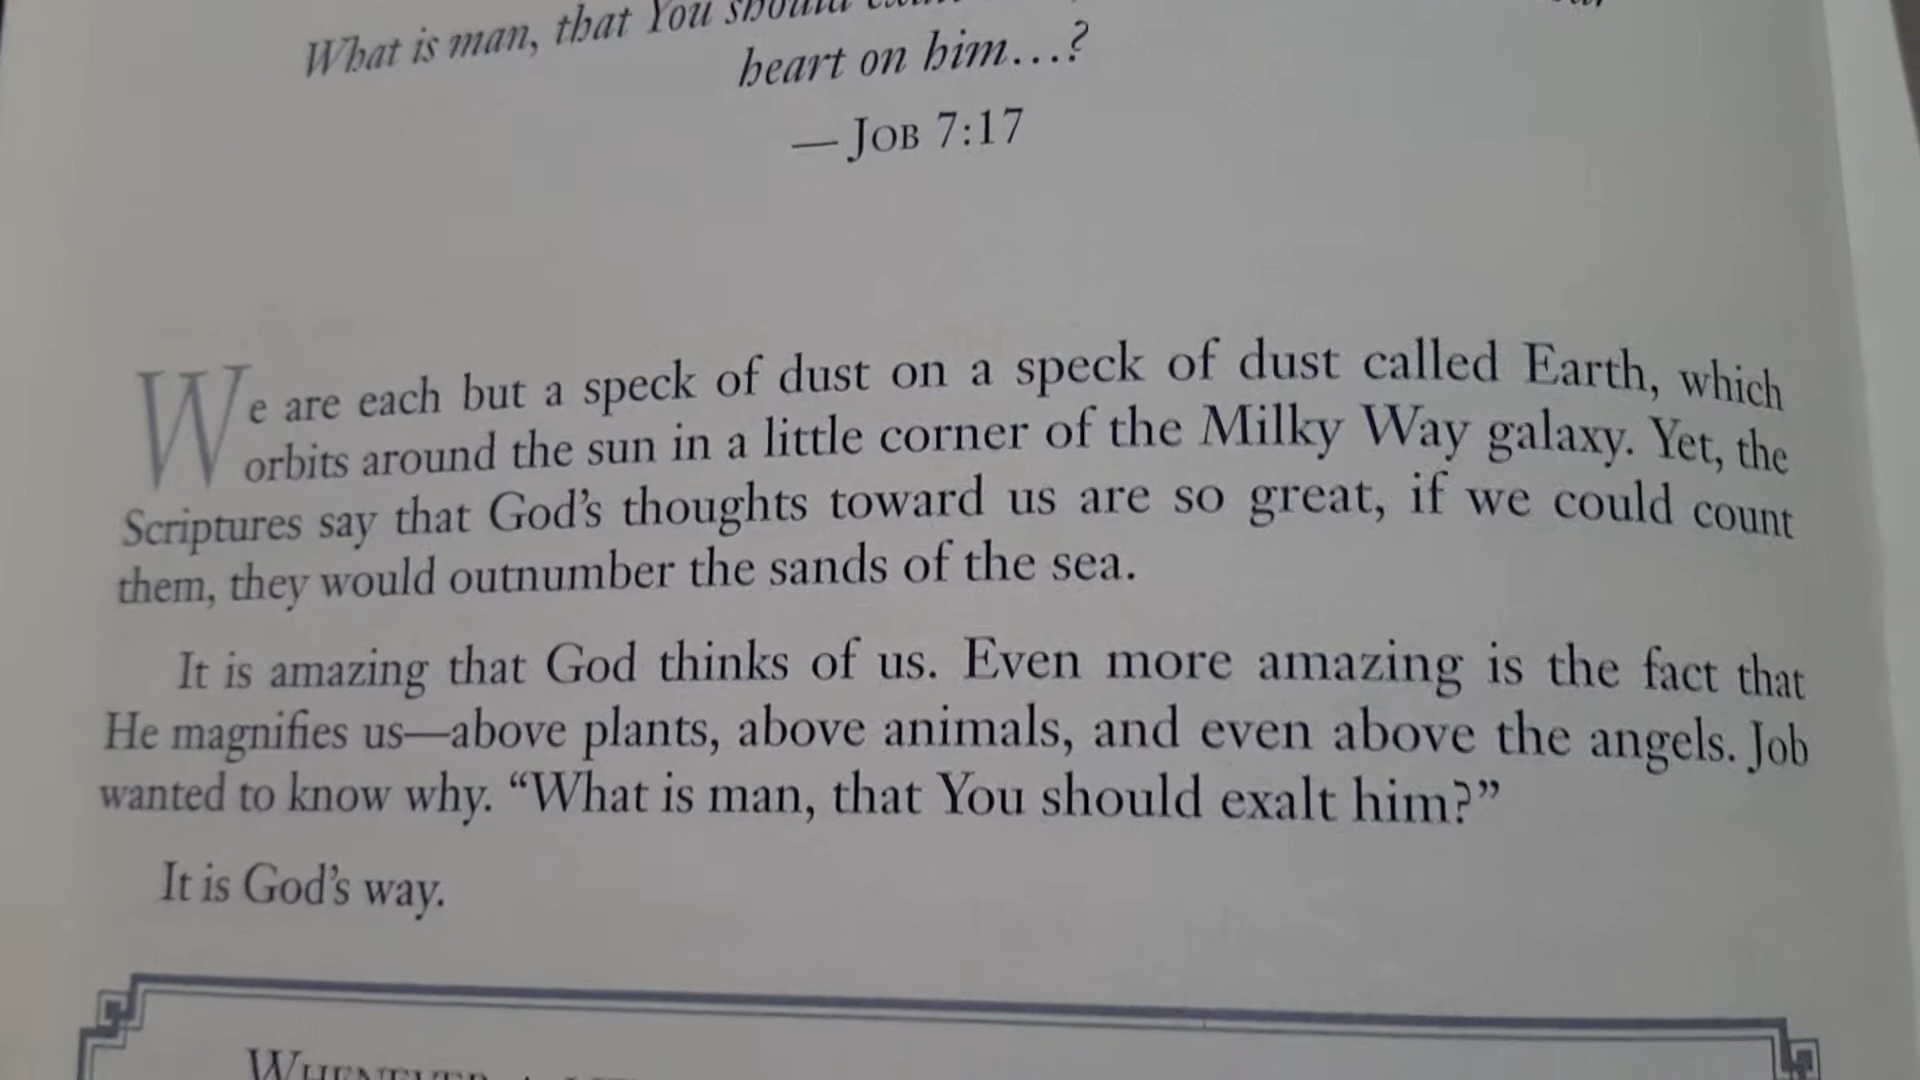 What is man, that You should
heart on him...?
— JOB 7:17
We are each but a speck of dust on a speck of dust called Earth, which
orbits around the sun in a little corner of the Milky Way galaxy. Yet, the
Scriptures say that God's thoughts toward us are so great, if we could count
them, they would outnumber the sands of the sea.
It is amazing that God thinks of us. Even more amazing is the fact that
He magnifies us—above plants, above animals, and even above the angels. Job
wanted to know why. “What is man, that You should exalt him?”
It is God's way.
WHENEVER A